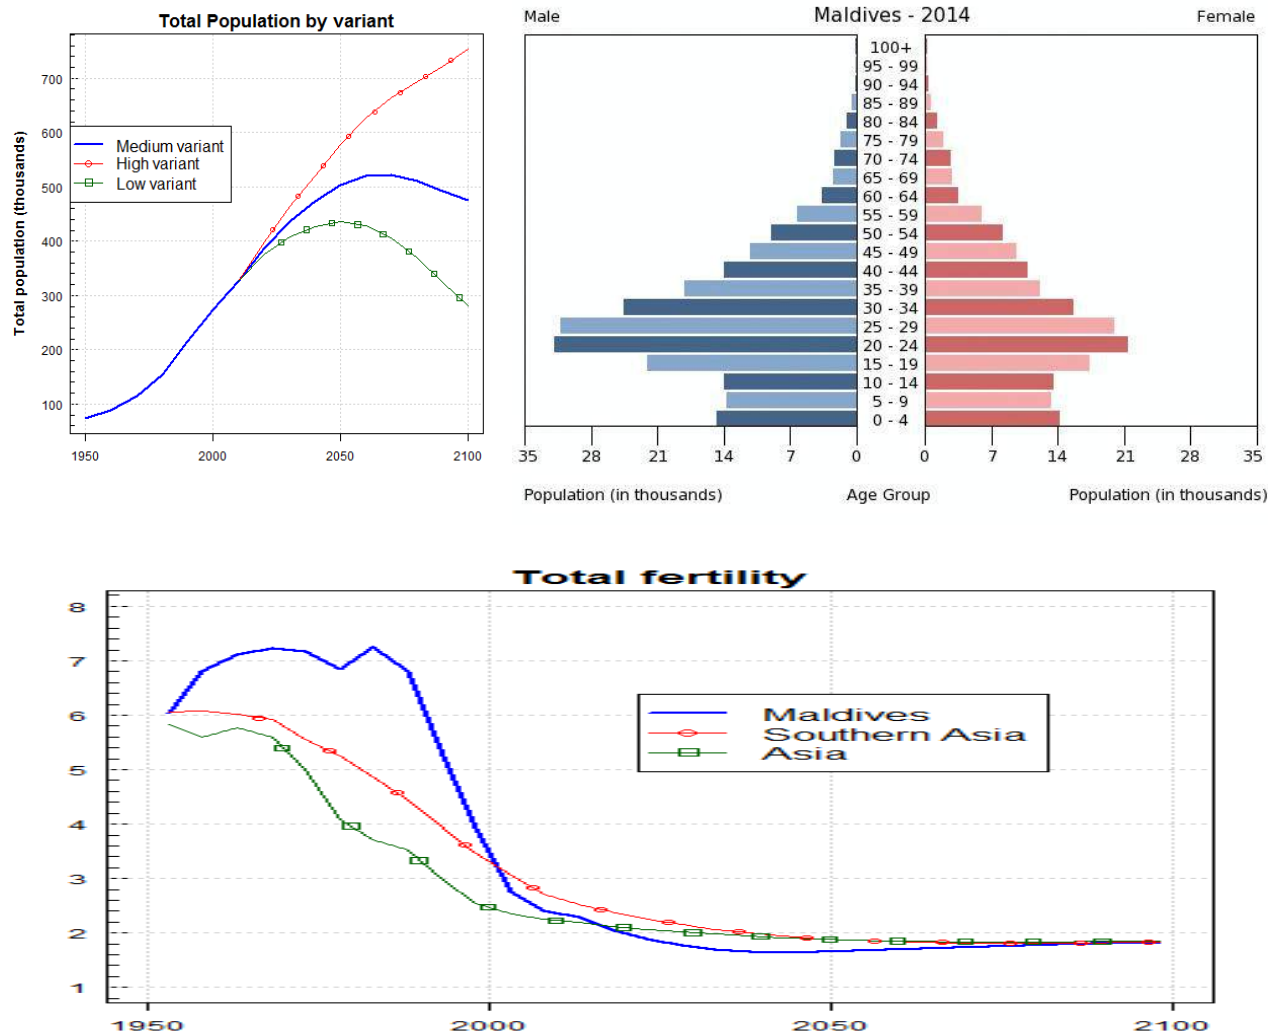 Total Population by variant
Total population (thousands)
700
600
500
400
300
200
100
Medium variant
High variant
Low variant
1950 2000 2050 2100
Male Maldives - 2014 Female
100+
95 - 99
90 - 94
85 - 89
80 - 84
75 - 79
70 - 74
65 - 69
60 - 64
55 - 59
50 - 54
45 - 49
40 - 44
35 - 39
30 - 34
25 - 29
20 - 24
15 - 19
10 - 14
5 - 9
0 - 4
35 28 21 14 7 0 0 7 14 21 28 35
Population (in thousands) Age Group Population (in thousands)
Total fertility
8
7
6
5
4
3
2
1
Maldives
Southern Asia
Asia
1950 2000 2050 2100